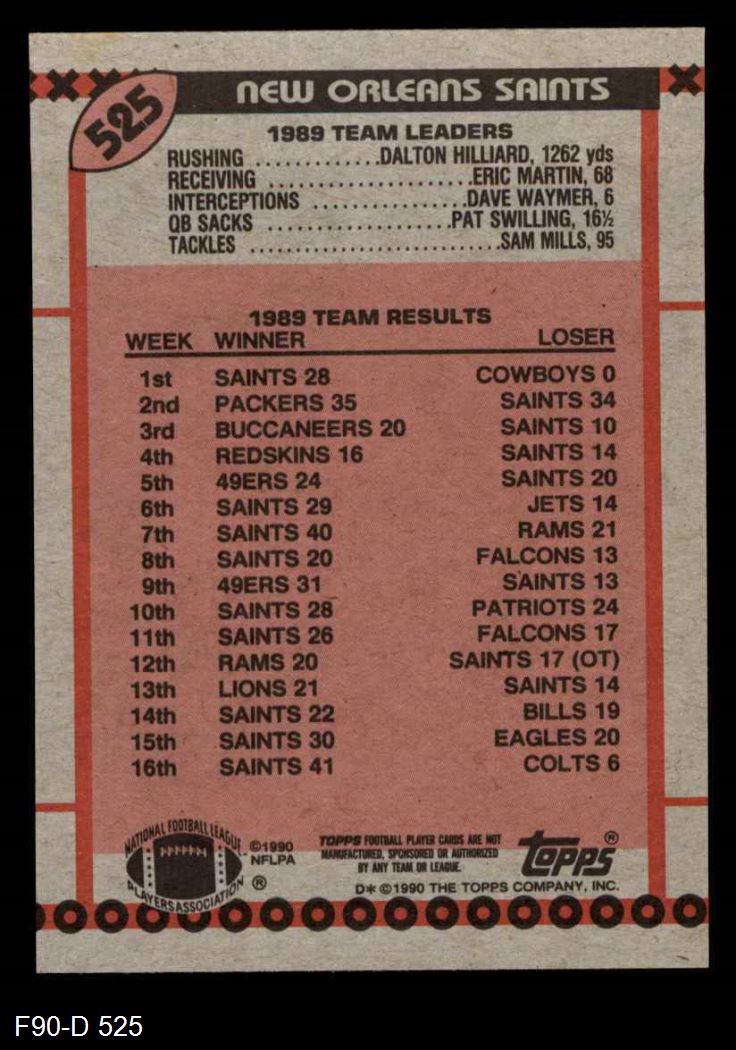 525
NEW ORLEANS SAINTS
1989 TEAM LEADERS
RUSHING .............DALTON HILLIARD, 1262 yds
RECEIVING .....................ERIC MARTIN, 68
INTERCEPTIONS ................DAVE WAYMER, 6
QB SACKS ...................PAT SWILLING, 16½
TACKLES ..........................SAM MILLS, 95
1989 TEAM RESULTS
WEEK WINNER LOSER
1st SAINTS 28 COWBOYS 0
2nd PACKERS 35 SAINTS 34
3rd BUCCANEERS 20 SAINTS 10
4th REDSKINS 16 SAINTS 14
5th 49ERS 24 SAINTS 20
6th SAINTS 29 JETS 14
7th SAINTS 40 RAMS 21
8th SAINTS 20 FALCONS 13
9th 49ERS 31 SAINTS 13
10th SAINTS 28 PATRIOTS 24
11th SAINTS 26 FALCONS 17
12th RAMS 20 SAINTS 17 (OT)
13th LIONS 21 SAINTS 14
14th SAINTS 22 BILLS 19
15th SAINTS 30 EAGLES 20
16th SAINTS 41 COLTS 6
NATIONAL FOOTBALL LEAGUE
PLAYERS ASSOCIATION
®
©1990
NFLPA
TOPPS FOOTBALL PLAYER CARDS ARE NOT
MANUFACTURED, SPONSORED OR AUTHORIZED
BY ANY TEAM OR LEAGUE.
TOPPS®
D* © 1990 THE TOPPS COMPANY, INC.
F90-D 525